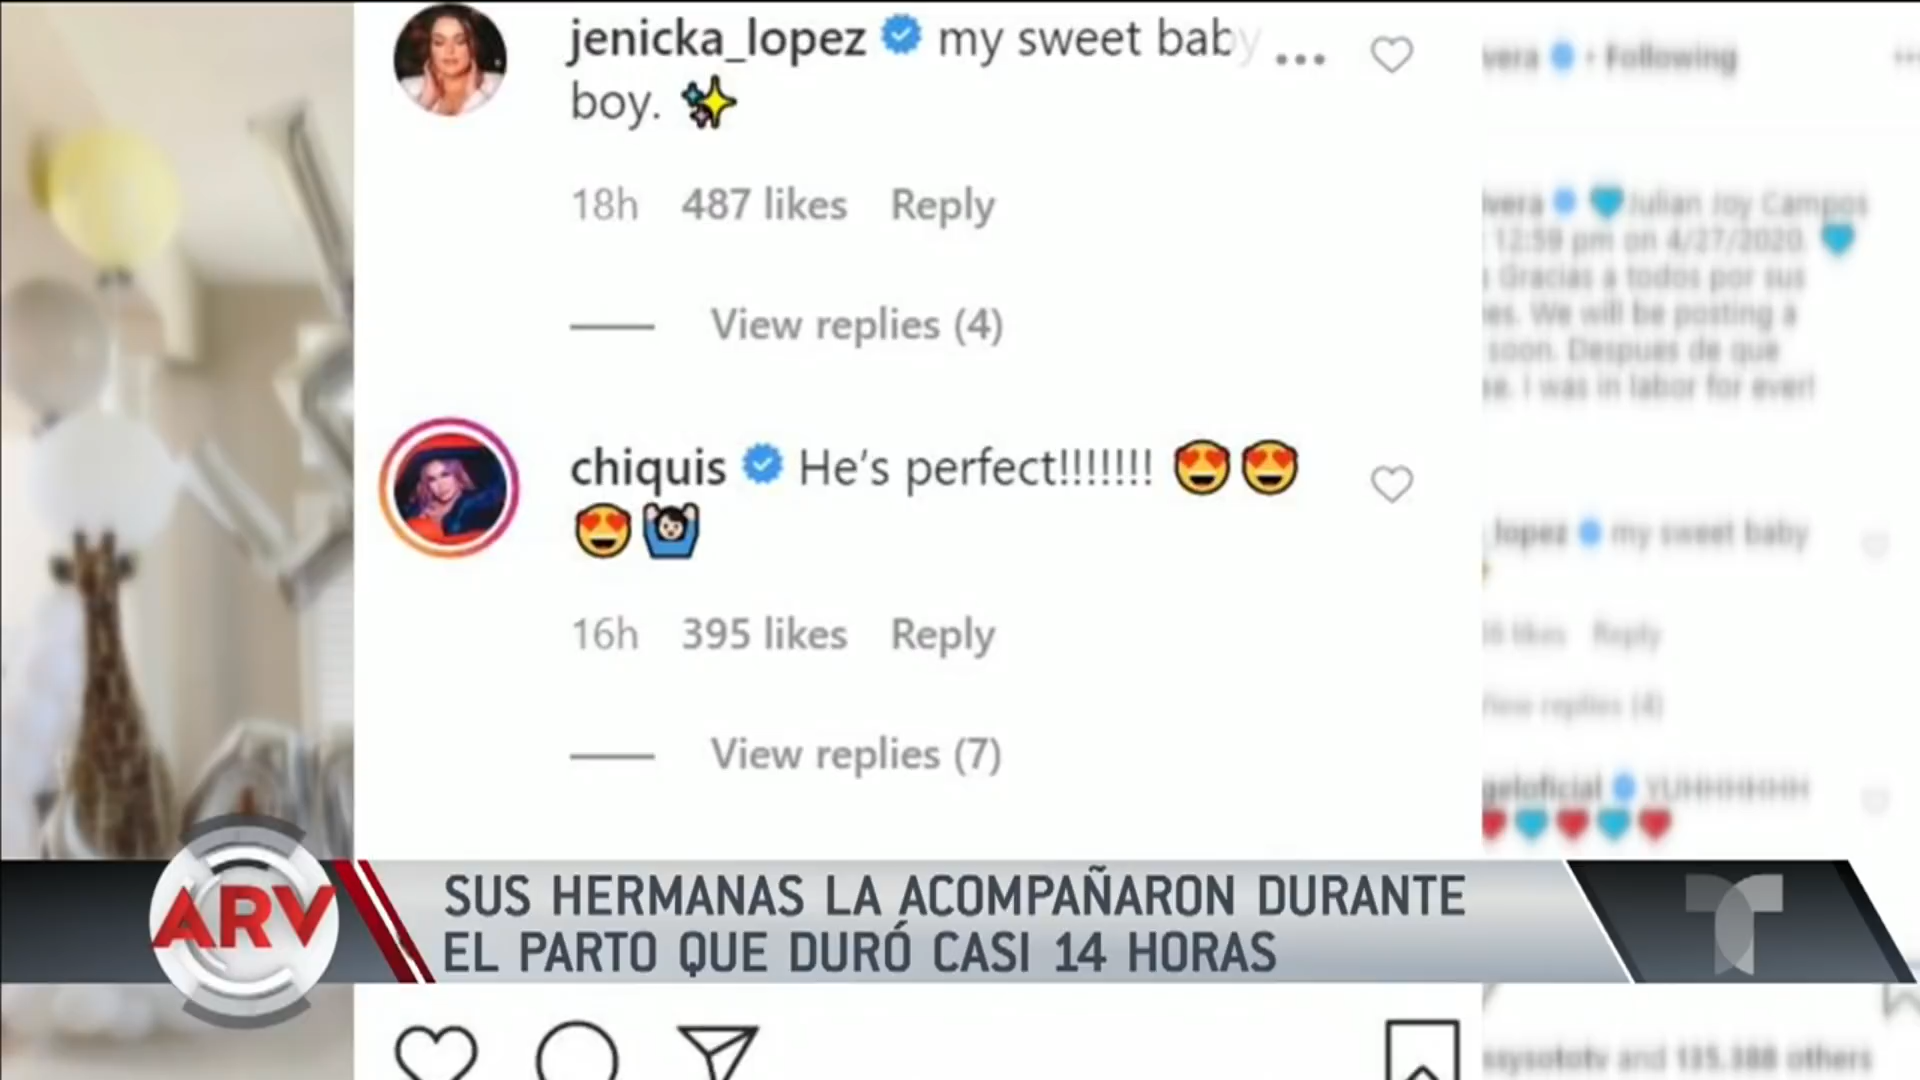 jenicka_lopez my sweet baby
boy.
18h 487 likes Reply
View replies (4)
chiquis He's perfect!!!!!!!
16h 395 likes Reply
View replies (7)
vera • Following
vera Julian Joy Campos
12:59 pm on 4/27/2020.
Gracias a todos por sus
es. We will be posting a
soon. Despues de que
I was in labor for ever!
_lopez my sweet baby
likes Reply
View replies (4)
geloficial YUHHHHHH
ARV
SUS HERMANAS LA ACOMPAÑARON DURANTE
EL PARTO QUE DURÓ CASI 14 HORAS
T
ssysototv and 135,388 others